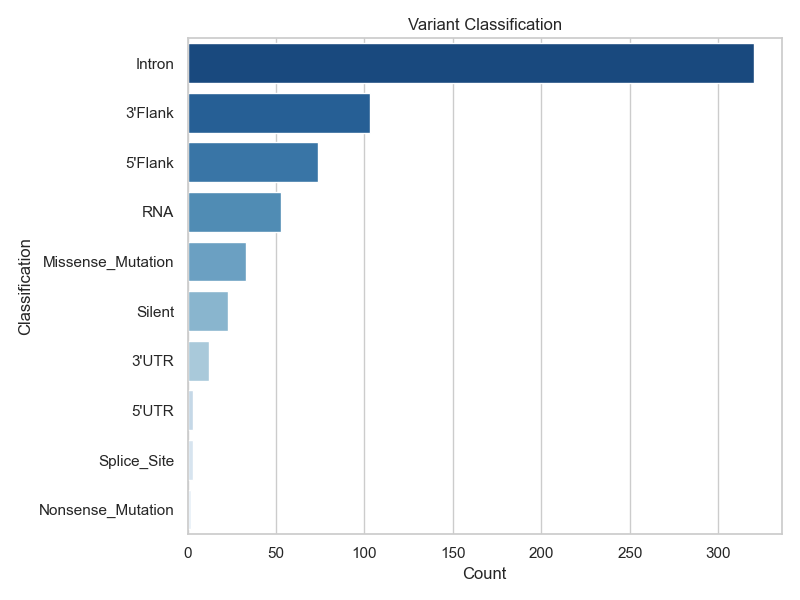 Variant Classification
Classification
Intron
3'Flank
5'Flank
RNA
Missense_Mutation
Silent
3'UTR
5'UTR
Splice_Site
Nonsense_Mutation
0 50 100 150 200 250 300
Count